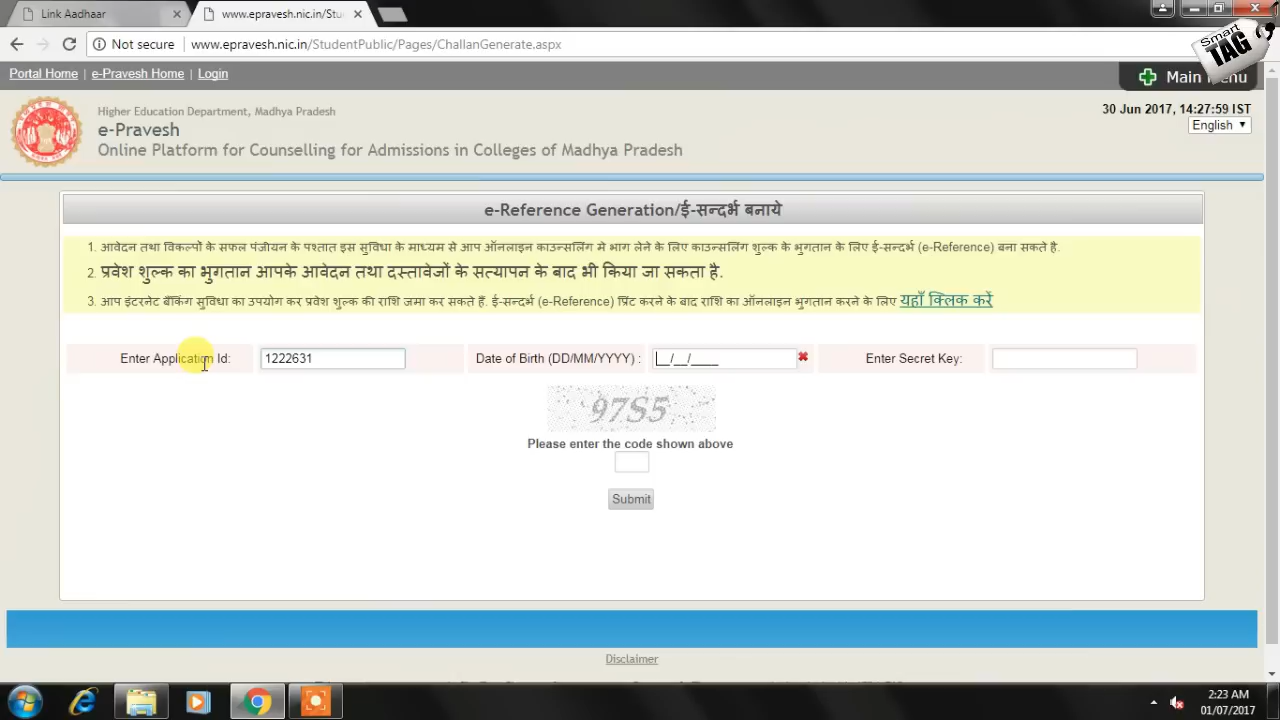 Link Aadhaar
www.epravesh.nic.in/Stu
Not secure | www.epravesh.nic.in/StudentPublic/Pages/ChallanGenerate.aspx
Smart TAG
Portal Home | e-Pravesh Home | Login
Main Menu
Higher Education Department, Madhya Pradesh
e-Pravesh
Online Platform for Counselling for Admissions in Colleges of Madhya Pradesh
30 Jun 2017, 14:27:59 IST
English
e-Reference Generation/ई-सन्दर्भ बनाये
1. आवेदन तथा विकल्पों के सफल पंजीयन के पश्तात इस सुविधा के माध्यम से आप ऑनलाइन काउन्सलिंग मे भाग लेने के लिए काउन्सलिंग शुल्क के भुगतान के लिए ई-सन्दर्भ (e-Reference) बना सकते है.
2. प्रवेश शुल्क का भुगतान आपके आवेदन तथा दस्तावेजों के सत्यापन के बाद भी किया जा सकता है.
3. आप इंटरनेट बैंकिंग सुविधा का उपयोग कर प्रवेश शुल्क की राशि जमा कर सकते हैं. ई-सन्दर्भ (e-Reference) प्रिंट करने के बाद राशि का ऑनलाइन भुगतान करने के लिए यहाँ क्लिक करें
Enter Application Id: 1222631 Date of Birth (DD/MM/YYYY) : __/__/____ Enter Secret Key:
97S5
Please enter the code shown above
Submit
Disclaimer
2:23 AM
01/07/2017